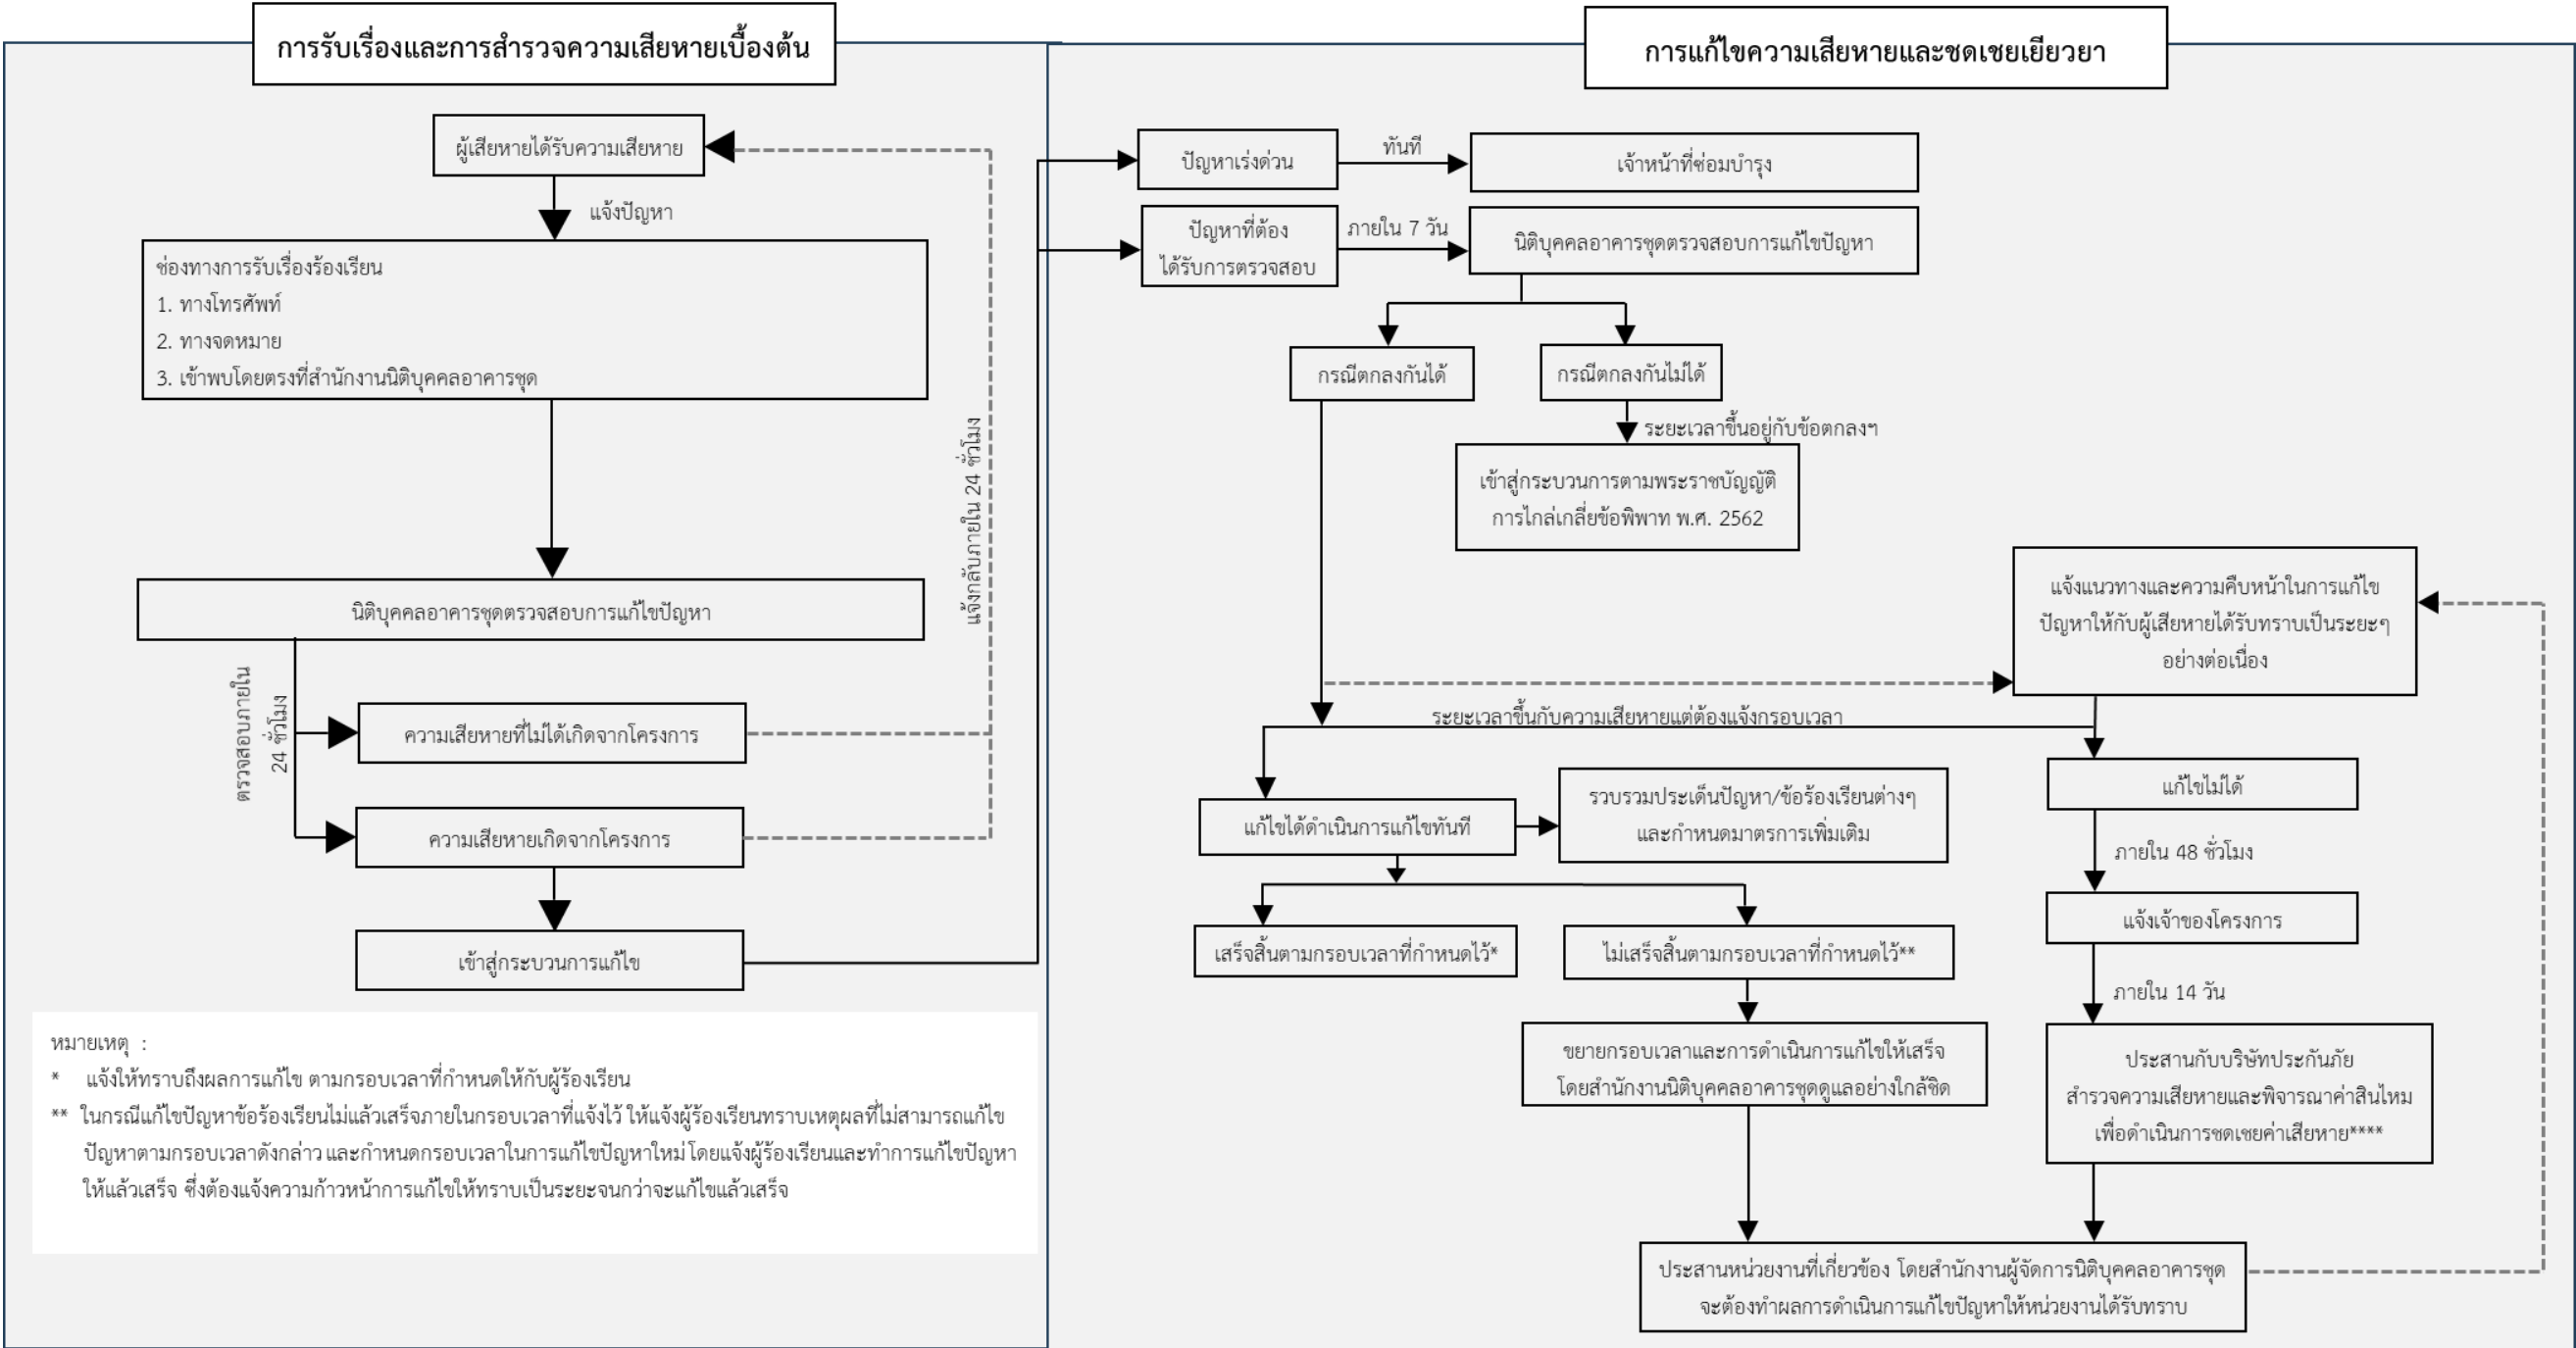 การรับเรื่องและการสำรวจความเสียหายเบื้องต้น
ผู้เสียหายได้รับความเสียหาย
แจ้งปัญหา
ช่องทางการรับเรื่องร้องเรียน
1. ทางโทรศัพท์
2. ทางจดหมาย
3. เข้าพบโดยตรงที่สำนักงานนิติบุคคลอาคารชุด
แจ้งกลับภายใน 24 ชั่วโมง
นิติบุคคลอาคารชุดตรวจสอบการแก้ไขปัญหา
ตรวจสอบภายใน
24 ชั่วโมง
ความเสียหายที่ไม่ได้เกิดจากโครงการ
ความเสียหายเกิดจากโครงการ
เข้าสู่กระบวนการแก้ไข
หมายเหตุ :
* แจ้งให้ทราบถึงผลการแก้ไข ตามกรอบเวลาที่กำหนดให้กับผู้ร้องเรียน
** ในกรณีแก้ไขปัญหาข้อร้องเรียนไม่แล้วเสร็จภายในกรอบเวลาที่แจ้งไว้ ให้แจ้งผู้ร้องเรียนทราบเหตุผลที่ไม่สามารถแก้ไข
ปัญหาตามกรอบเวลาดังกล่าว และกำหนดกรอบเวลาในการแก้ไขปัญหาใหม่ โดยแจ้งผู้ร้องเรียนและทำการแก้ไขปัญหา
ให้แล้วเสร็จ ซึ่งต้องแจ้งความก้าวหน้าการแก้ไขให้ทราบเป็นระยะจนกว่าจะแก้ไขแล้วเสร็จ
การแก้ไขความเสียหายและชดเชยเยียวยา
ปัญหาเร่งด่วน
ทันที
เจ้าหน้าที่ซ่อมบำรุง
ปัญหาที่ต้อง
ได้รับการตรวจสอบ
ภายใน 7 วัน
นิติบุคคลอาคารชุดตรวจสอบการแก้ไขปัญหา
กรณีตกลงกันได้
กรณีตกลงกันไม่ได้
ระยะเวลาขึ้นอยู่กับข้อตกลงฯ
เข้าสู่กระบวนการตามพระราชบัญญัติ
การไกล่เกลี่ยข้อพิพาท พ.ศ. 2562
แจ้งแนวทางและความคืบหน้าในการแก้ไข
ปัญหาให้กับผู้เสียหายได้รับทราบเป็นระยะๆ
อย่างต่อเนื่อง
ระยะเวลาขึ้นกับความเสียหายแต่ต้องแจ้งกรอบเวลา
แก้ไขได้ดำเนินการแก้ไขทันที
รวบรวมประเด็นปัญหา/ข้อร้องเรียนต่างๆ
และกำหนดมาตรการเพิ่มเติม
แก้ไขไม่ได้
ภายใน 48 ชั่วโมง
แจ้งเจ้าของโครงการ
เสร็จสิ้นตามกรอบเวลาที่กำหนดไว้*
ไม่เสร็จสิ้นตามกรอบเวลาที่กำหนดไว้**
ภายใน 14 วัน
ขยายกรอบเวลาและการดำเนินการแก้ไขให้เสร็จ
โดยสำนักงานนิติบุคคลอาคารชุดดูแลอย่างใกล้ชิด
ประสานกับบริษัทประกันภัย
สำรวจความเสียหายและพิจารณาค่าสินไหม
เพื่อดำเนินการชดเชยค่าเสียหาย****
ประสานหน่วยงานที่เกี่ยวข้อง โดยสำนักงานผู้จัดการนิติบุคคลอาคารชุด
จะต้องทำผลการดำเนินการแก้ไขปัญหาให้หน่วยงานได้รับทราบ